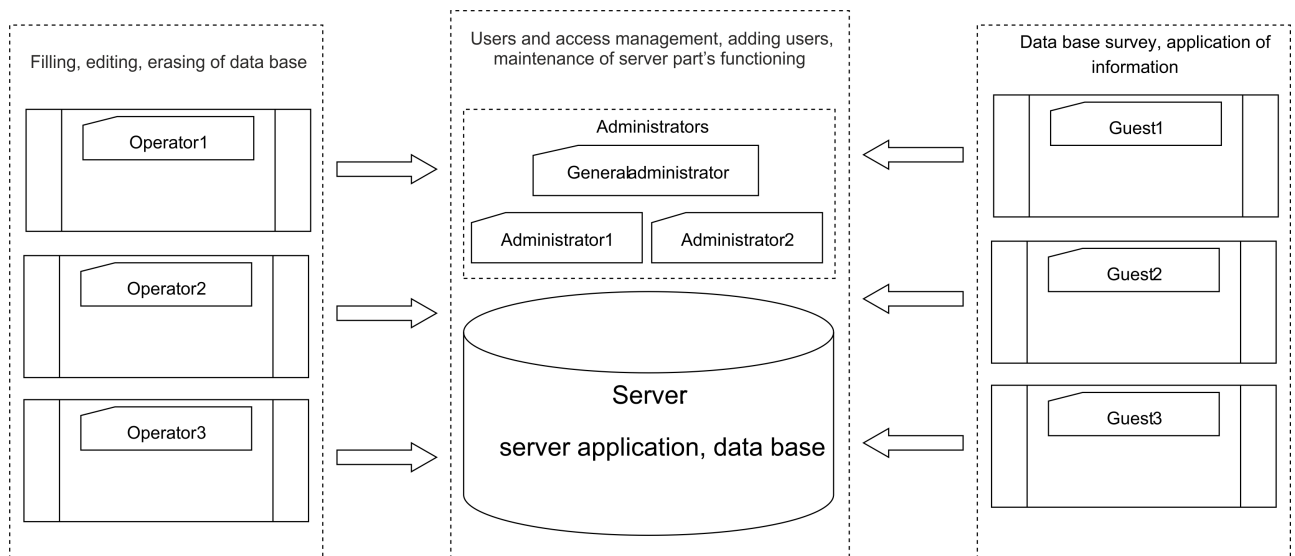 Filling, editing, erasing of data base
Operator1
Operator2
Operator3
Users and access management, adding users,
maintenance of server part's functioning
Administrators
Generaladministrator
Administrator1
Administrator2
Server
server application, data base
Data base survey, application of
information
Guest1
Guest2
Guest3